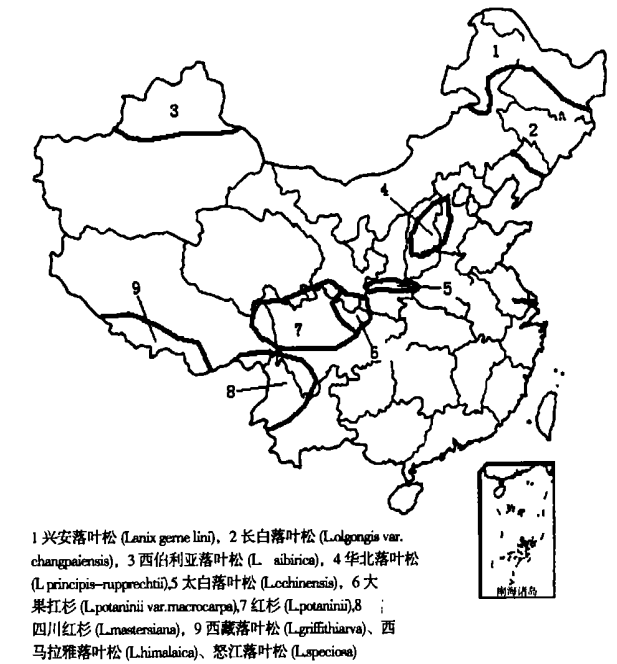 1
2
3
4
5
6
7
8
9
南海诸岛
1 兴安落叶松 (Lanix geme lini)，2 长白落叶松 (L.olgongis var.
changpaiensis)，3 西伯利亚落叶松 (L. aibirica)，4 华北落叶松
(L principis-rupprechtii),5 太白落叶松 (L.cchinensis)，6 大
果扛杉 (L.potaninii var.macrocarpa),7 红杉 (L.potaninii),8
四川红杉 (L.mastersiana)，9 西藏落叶松 (L.griffithiarva)、西
马拉雅落叶松 (L.himalaica)、怒江落叶松 (L.speciosa)